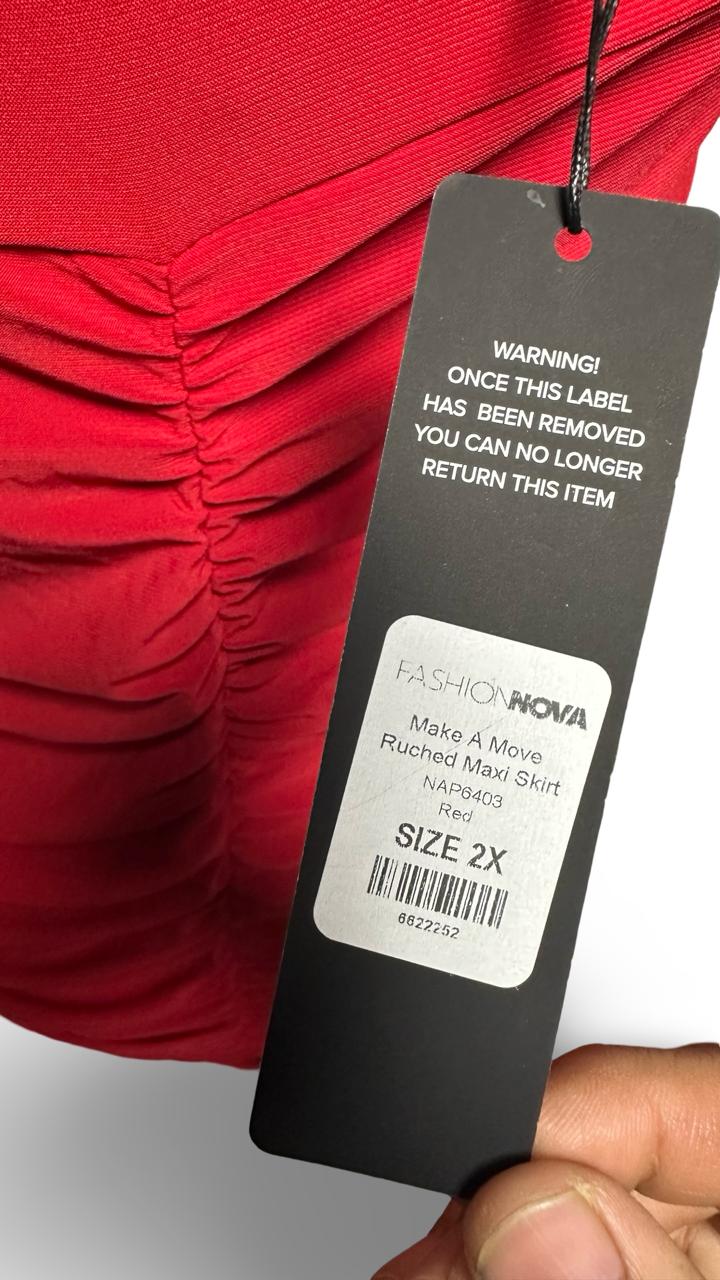 WARNING!
ONCE THIS LABEL
HAS BEEN REMOVED
YOU CAN NO LONGER
RETURN THIS ITEM
FASHIONNOVA
Make A Move
Ruched Maxi Skirt
NAP6403
Red
SIZE 2X
6622252